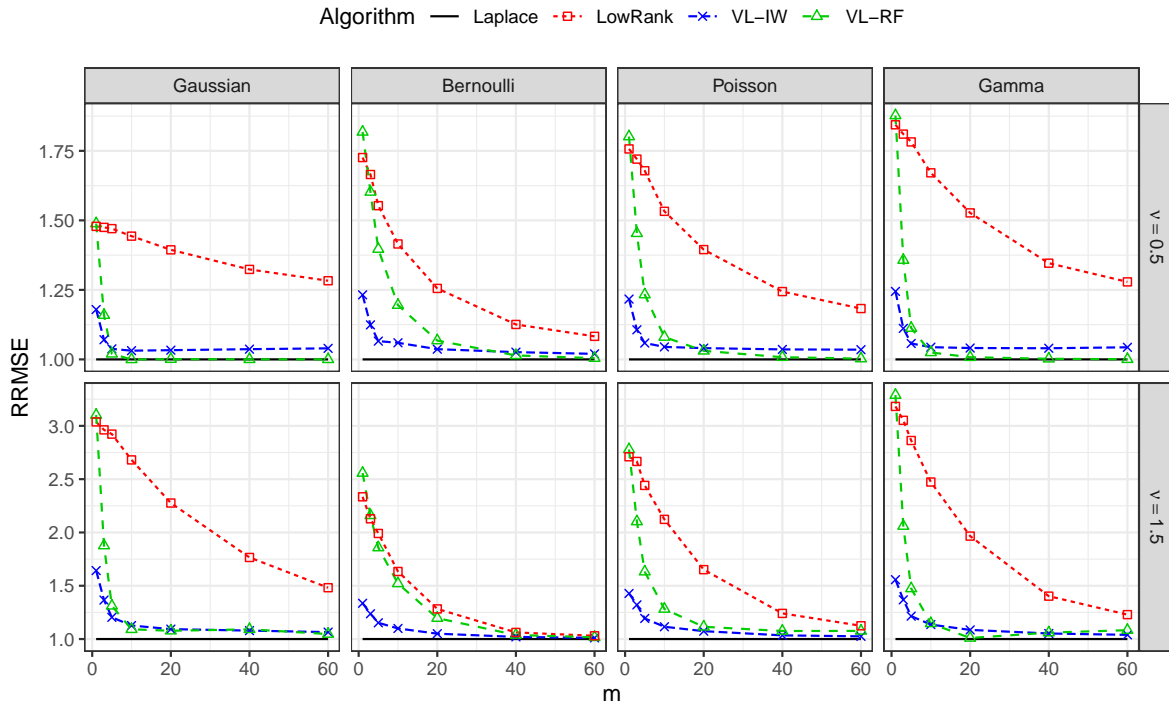 Algorithm Laplace LowRank VL−IW VL−RF
Gaussian Bernoulli Poisson Gamma
1.75
1.50
1.25
1.00
ν = 0.5
RRMSE
3.0
2.5
2.0
1.5
1.0
ν = 1.5
0 20 40 60 0 20 40 60 0 20 40 60 0 20 40 60
m